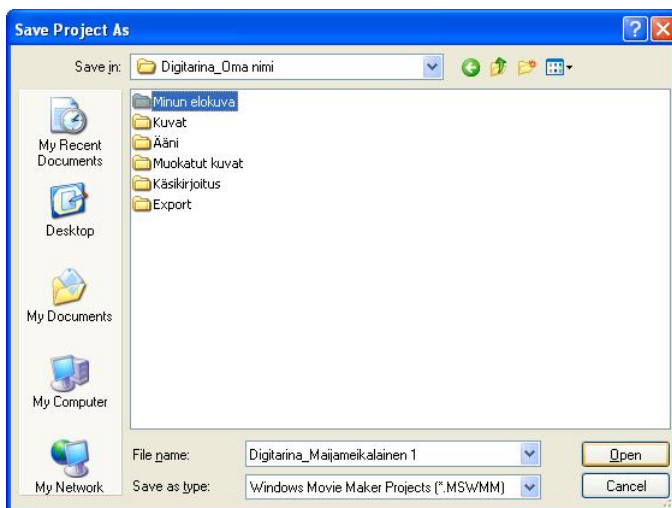 Save Project As
Save in:
Digitarina_Oma nimi
My Recent
Documents
Desktop
My Documents
My Computer
My Network
Minun elokuva
Kuvat
Ääni
Muokatut kuvat
Käsikirjoitus
Export
File name:
Digitarina_Maijameikalainen 1
Open
Save as type:
Windows Movie Maker Projects (*.MSWMM)
Cancel